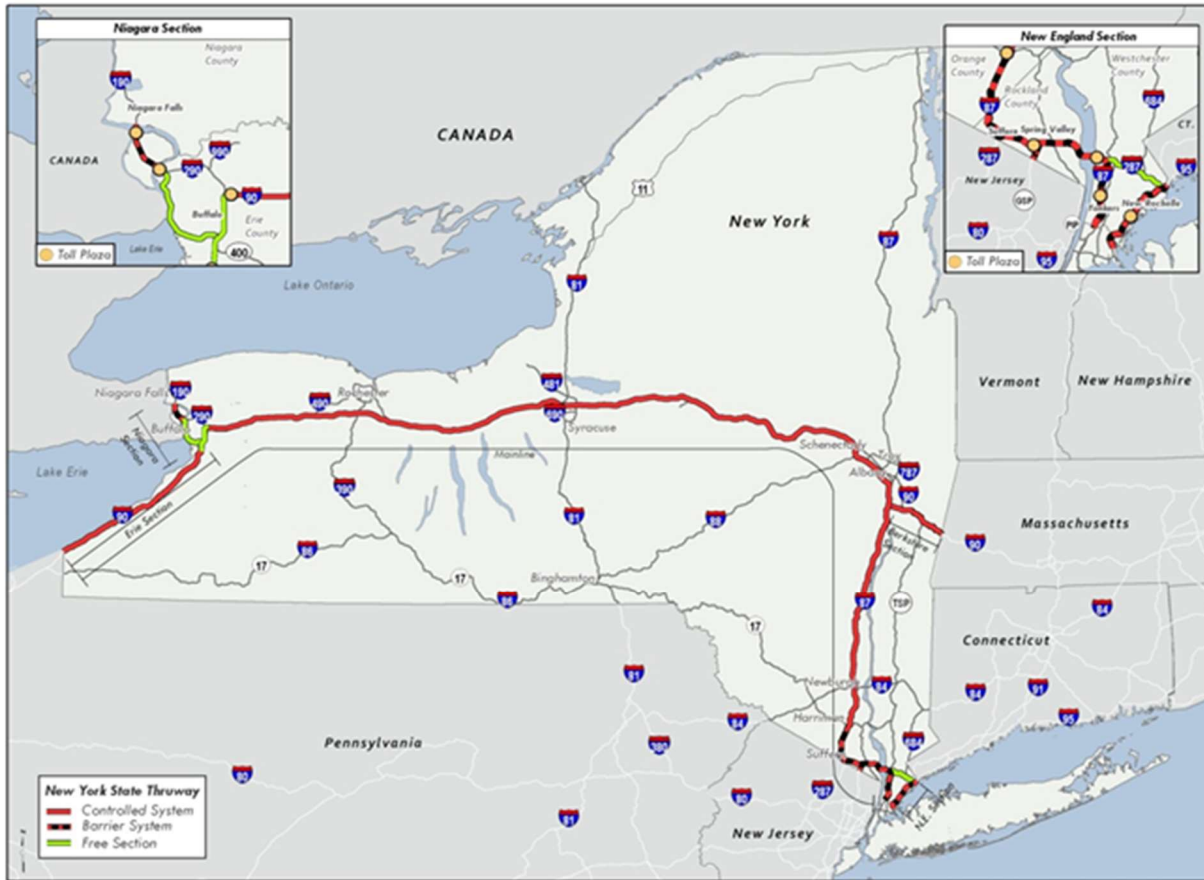 Niagara Section
Niagara
County
190
Niagara Falls
990
CANADA
290
90
Buffalo
Erie
County
Lake Erie
400
Toll Plaza
New England Section
Orange
County
Westchester
County
Rockland
County
87
684
Suffern
Spring Valley
CT.
287
87
287
95
New Jersey
GSP
Yonkers
New Rochelle
PIP
80
95
Toll Plaza
CANADA
11
New York
87
81
Lake Ontario
Niagara Falls
190
Rochester
481
Vermont
New Hampshire
290
490
690
Buffalo
Syracuse
Niagara
Section
Mainline
Schenectady
Troy
Albany
787
Lake Erie
390
90
90
Erie Section
81
88
Berkshire
Section
Massachusetts
90
86
17
17
Binghamton
86
87
TSP
84
17
Connecticut
81
Newburgh
84
84
91
Harriman
84
95
Pennsylvania
380
684
80
287
80
81
New Jersey
New York State Thruway
Controlled System
Barrier System
Free Section